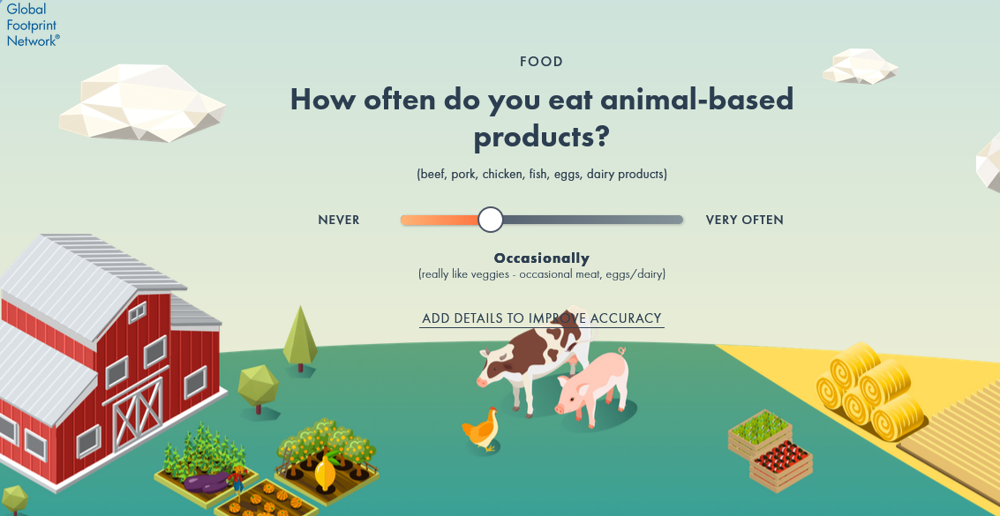 Global
Footprint
Network®
FOOD
How often do you eat animal-based
products?
(beef, pork, chicken, fish, eggs, dairy products)
NEVER
VERY OFTEN
Occasionally
(really like veggies - occasional meat, eggs/dairy)
ADD DETAILS TO IMPROVE ACCURACY